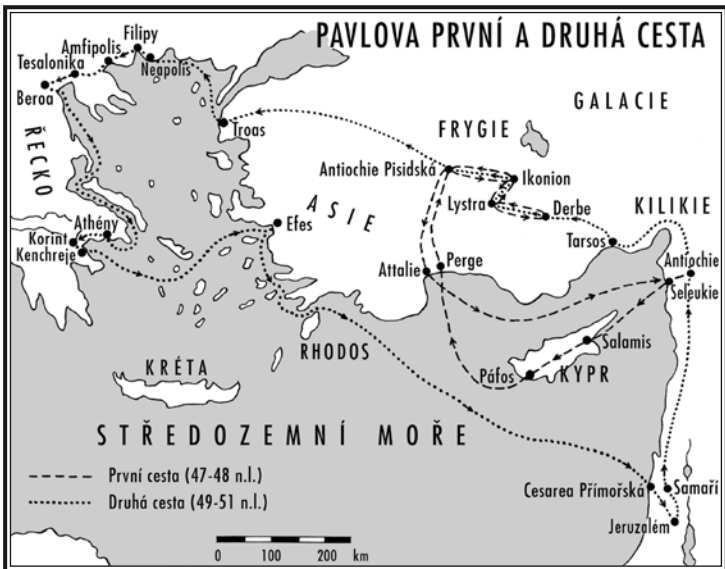 PAVLOVA PRVNÍ A DRUHÁ CESTA
Filipy
Amfipolis
Tesalonika
Neapolis
Beroa
GALACIE
Troas
FRYGIE
ŘECKO
Antiochie Pisidská
Ikonion
ASIE
Lystra
Derbe
KILIKIE
Efes
Athény
Korint
Kenchreje
Tarsos
Perge
Antiochie
Attalie
Seleukie
Salamis
RHODOS
KRÉTA
Páfos
KYPR
STŘEDOZEMNÍ MOŘE
První cesta (47-48 n.l.)
Druhá cesta (49-51 n.l.)
Cesarea Přímořská
Samaří
Jeruzalém
0 100 200
km